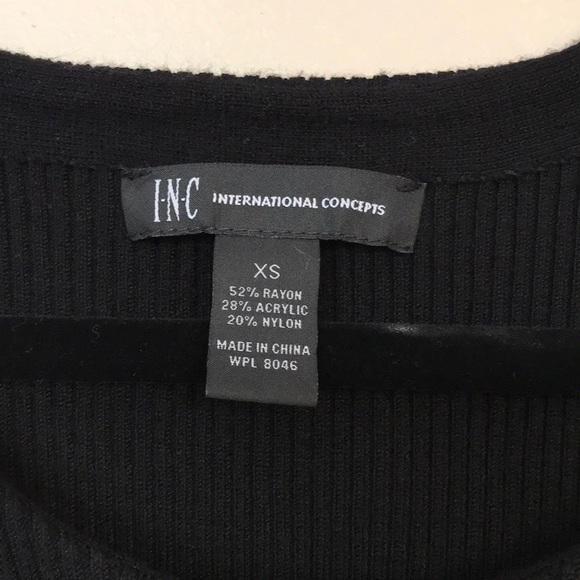 I·N·C INTERNATIONAL CONCEPTS
XS
52% RAYON
28% ACRYLIC
20% NYLON
MADE IN CHINA
WPL 8046